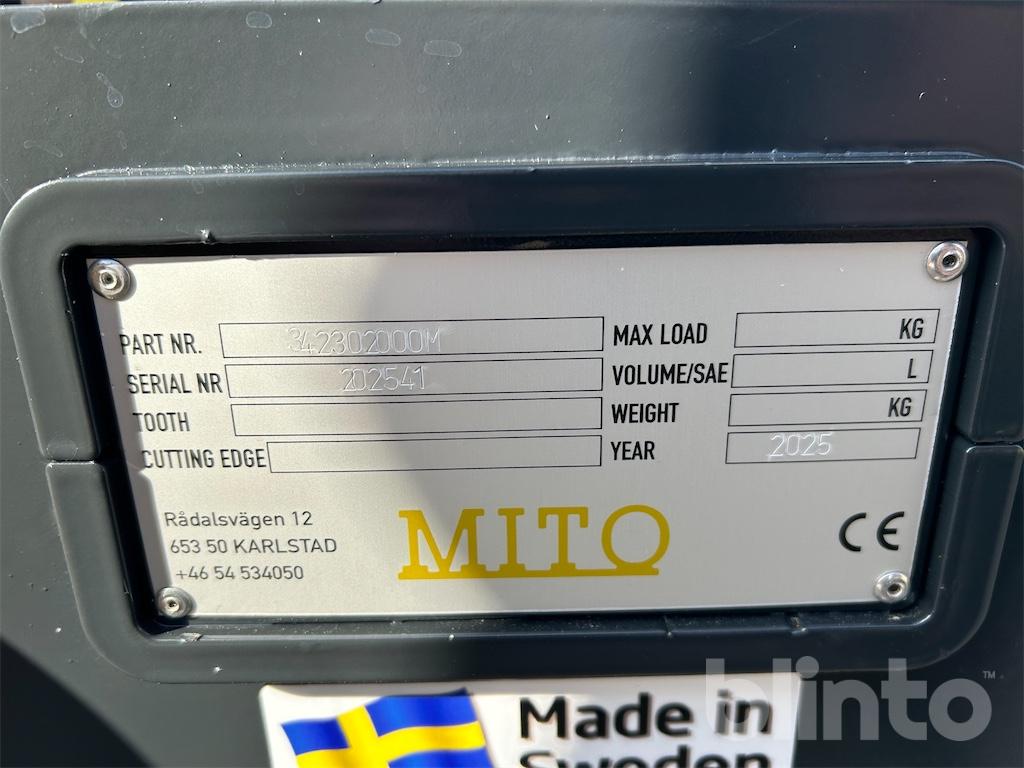 PART NR. 342302000M MAX LOAD KG
SERIAL NR 202541 VOLUME/SAE L
TOOTH WEIGHT KG
CUTTING EDGE YEAR 2025
Rådalsvägen 12
653 50 KARLSTAD
+46 54 534050
MITO
CE
Made in
Sweden
blinto™